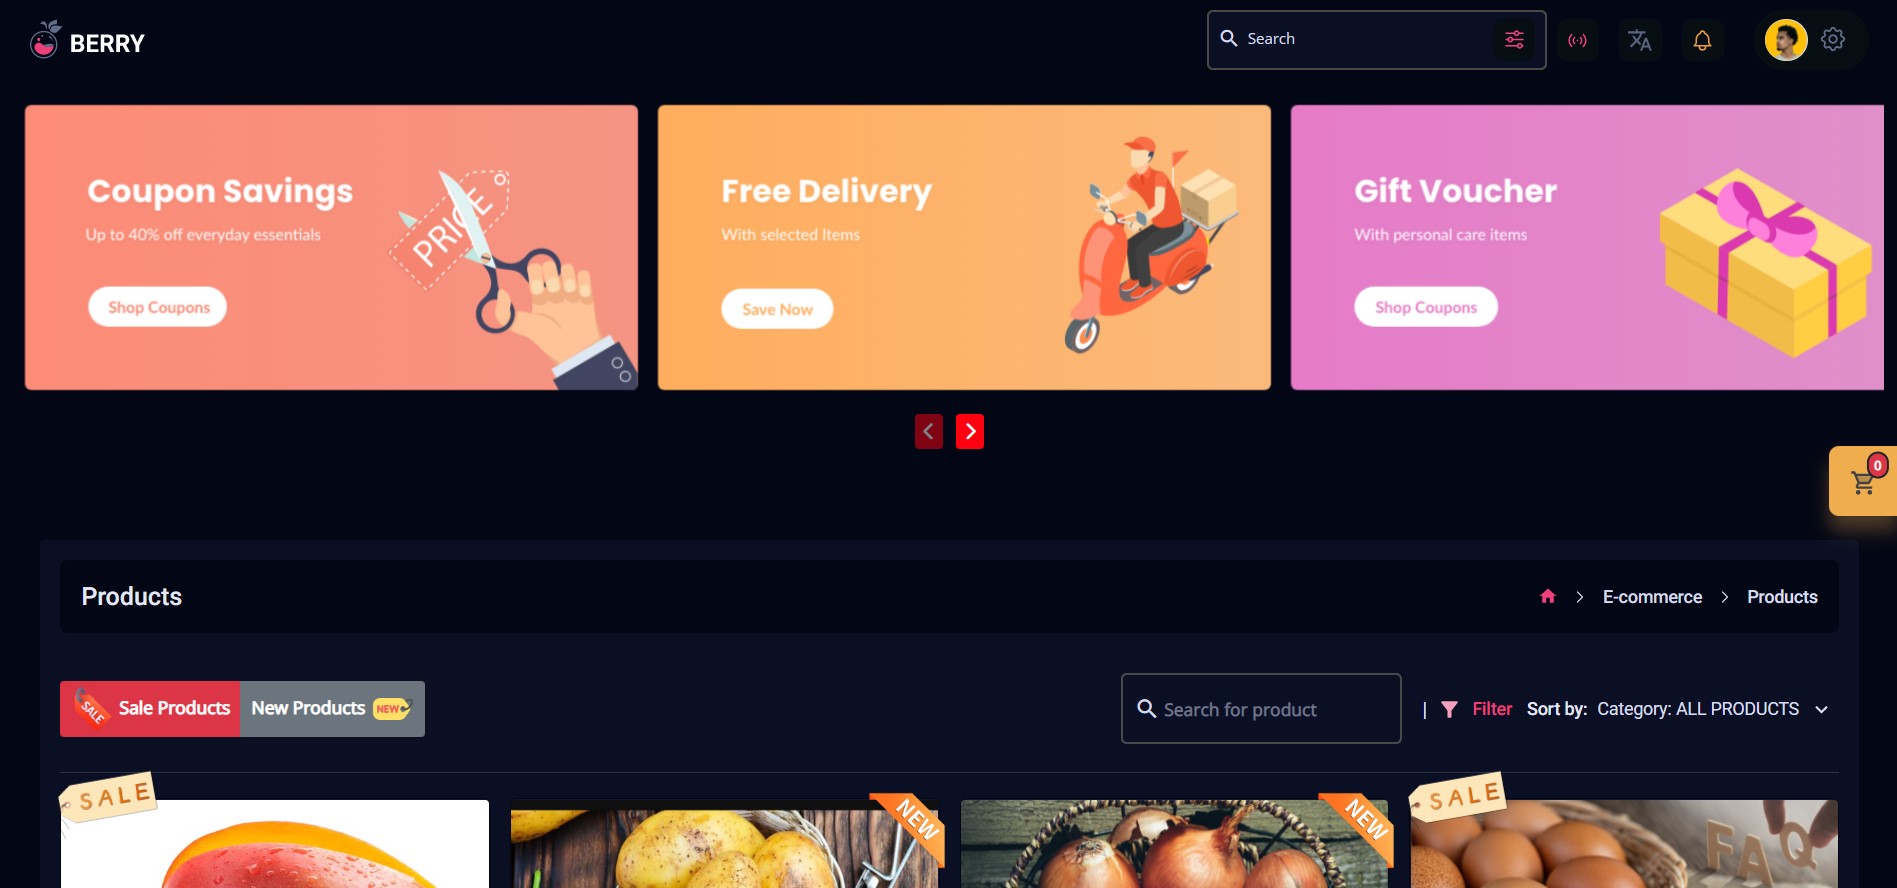 BERRY
Search
Coupon Savings
Up to 40% off everyday essentials
Shop Coupons
PRICE
Free Delivery
With selected Items
Save Now
Gift Voucher
With personal care items
Shop Coupons
0
Products
E-commerce
Products
SALE
Sale Products
New Products
NEW
Search for product
|
Filter
Sort by:
Category: ALL PRODUCTS
SALE
NEW
NEW
SALE
FAQ